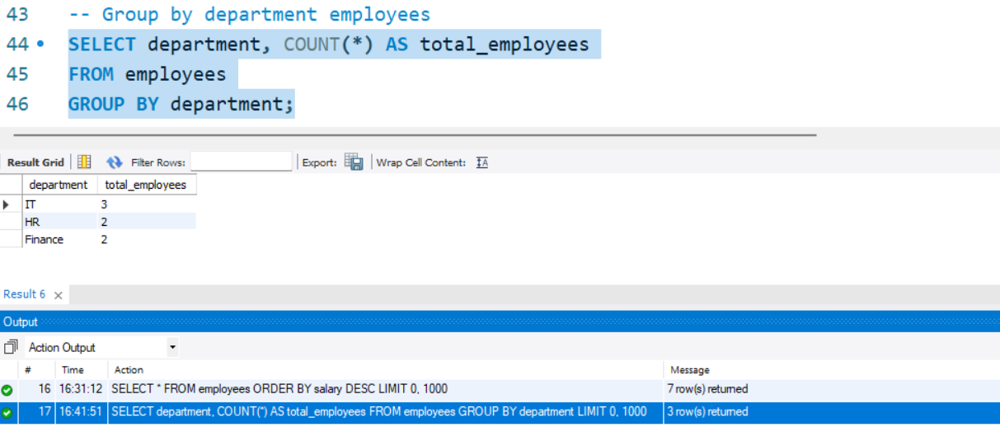 43 -- Group by department employees
44 SELECT department, COUNT(*) AS total_employees
45 FROM employees
46 GROUP BY department;
Result Grid Filter Rows: Export: Wrap Cell Content: IA
department total_employees
IT 3
HR 2
Finance 2
Result 6 ×
Output
Action Output
# Time Action Message
16 16:31:12 SELECT * FROM employees ORDER BY salary DESC LIMIT 0, 1000 7 row(s) returned
17 16:41:51 SELECT department, COUNT(*) AS total_employees FROM employees GROUP BY department LIMIT 0, 1000 3 row(s) returned